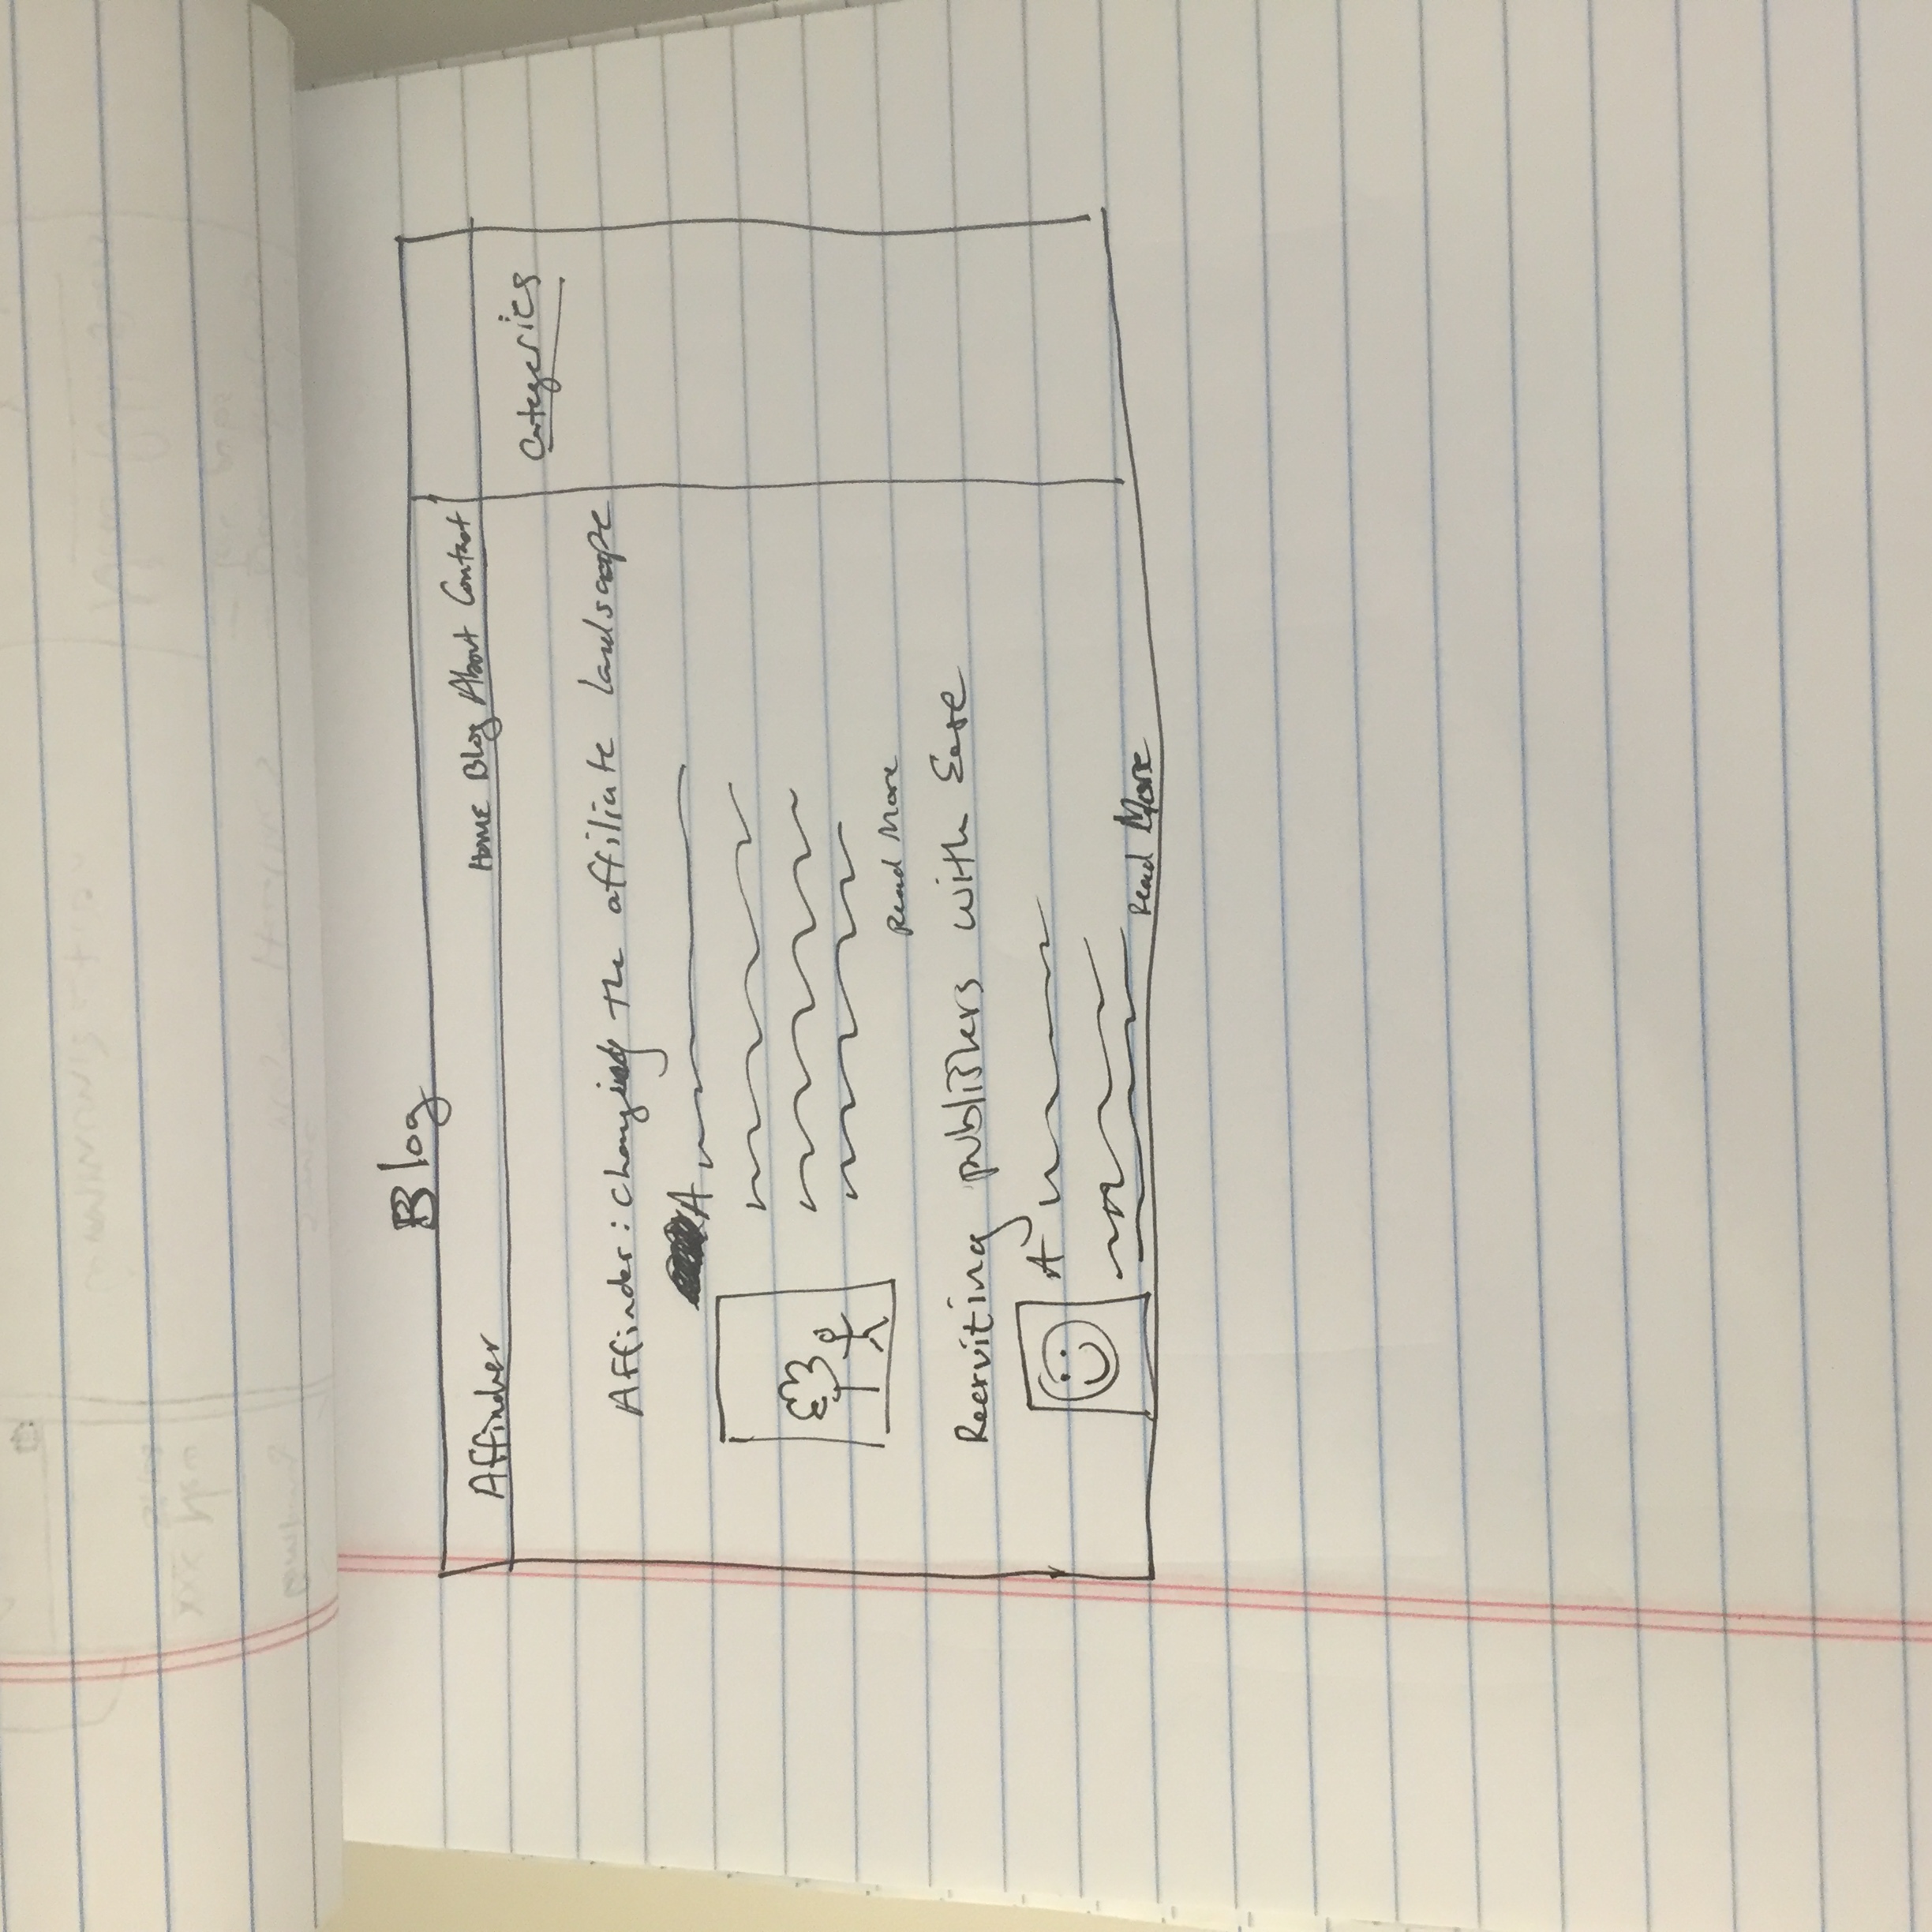 Blog
Affinder Home Blog About Contact
Categories
Affinder: Changing the affiliate landscape
A
Read More
Recruiting publishers with Ease
A
Read More